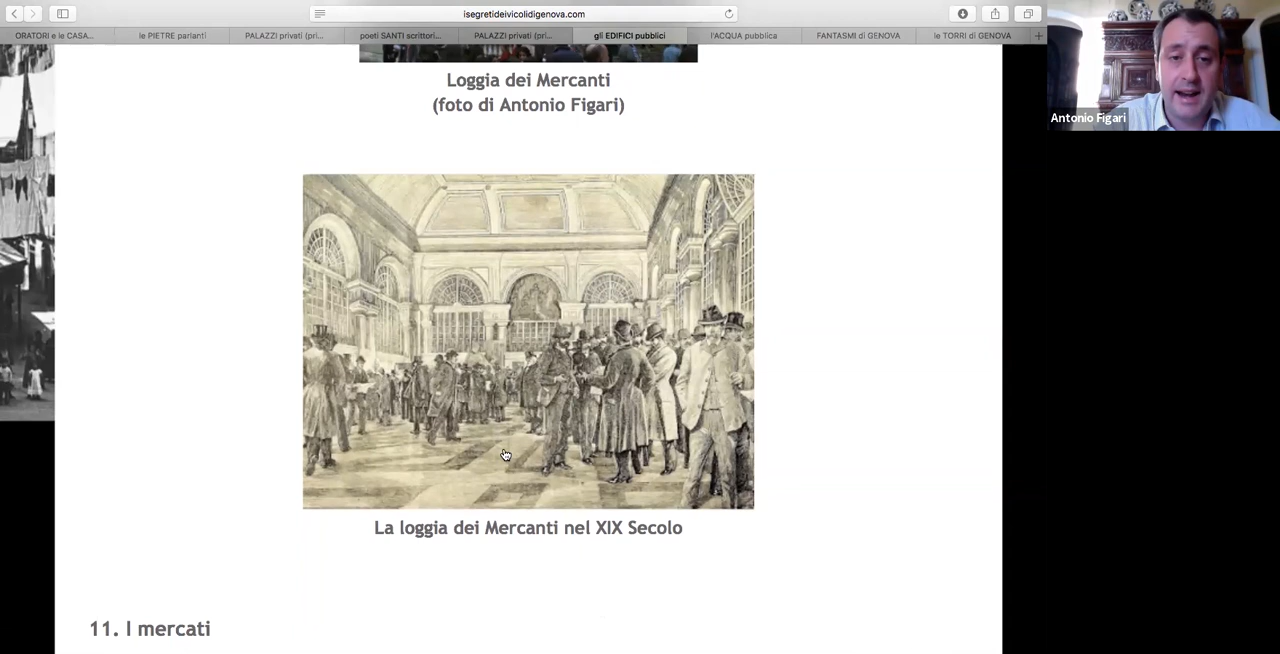 isegretideivicolidigenova.com
ORATORI e le CASA...
le PIETRE parlanti
PALAZZI privati (pri...
poeti SANTI scrittori...
PALAZZI privati (pri...
gli EDIFICI pubblici
l'ACQUA pubblica
FANTASMI di GENOVA
le TORRI di GENOVA
Antonio Figari
Loggia dei Mercanti
(foto di Antonio Figari)
La loggia dei Mercanti nel XIX Secolo
11. I mercati